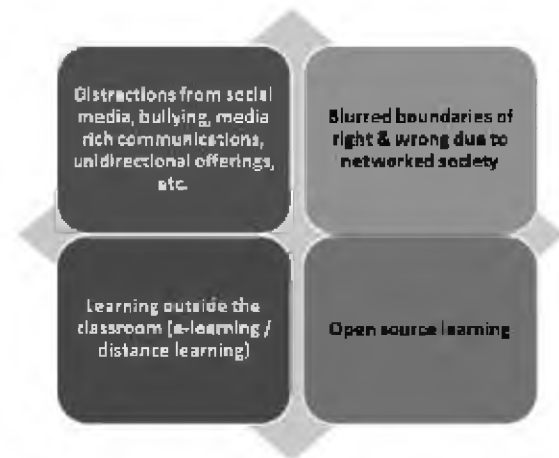 Distractions from social
media, bullying, media
rich communications,
unidirectional offerings,
etc.
Blurred boundaries of
right & wrong due to
networked society
Learning outside the
classroom (e-learning /
distance learning)
Open source learning